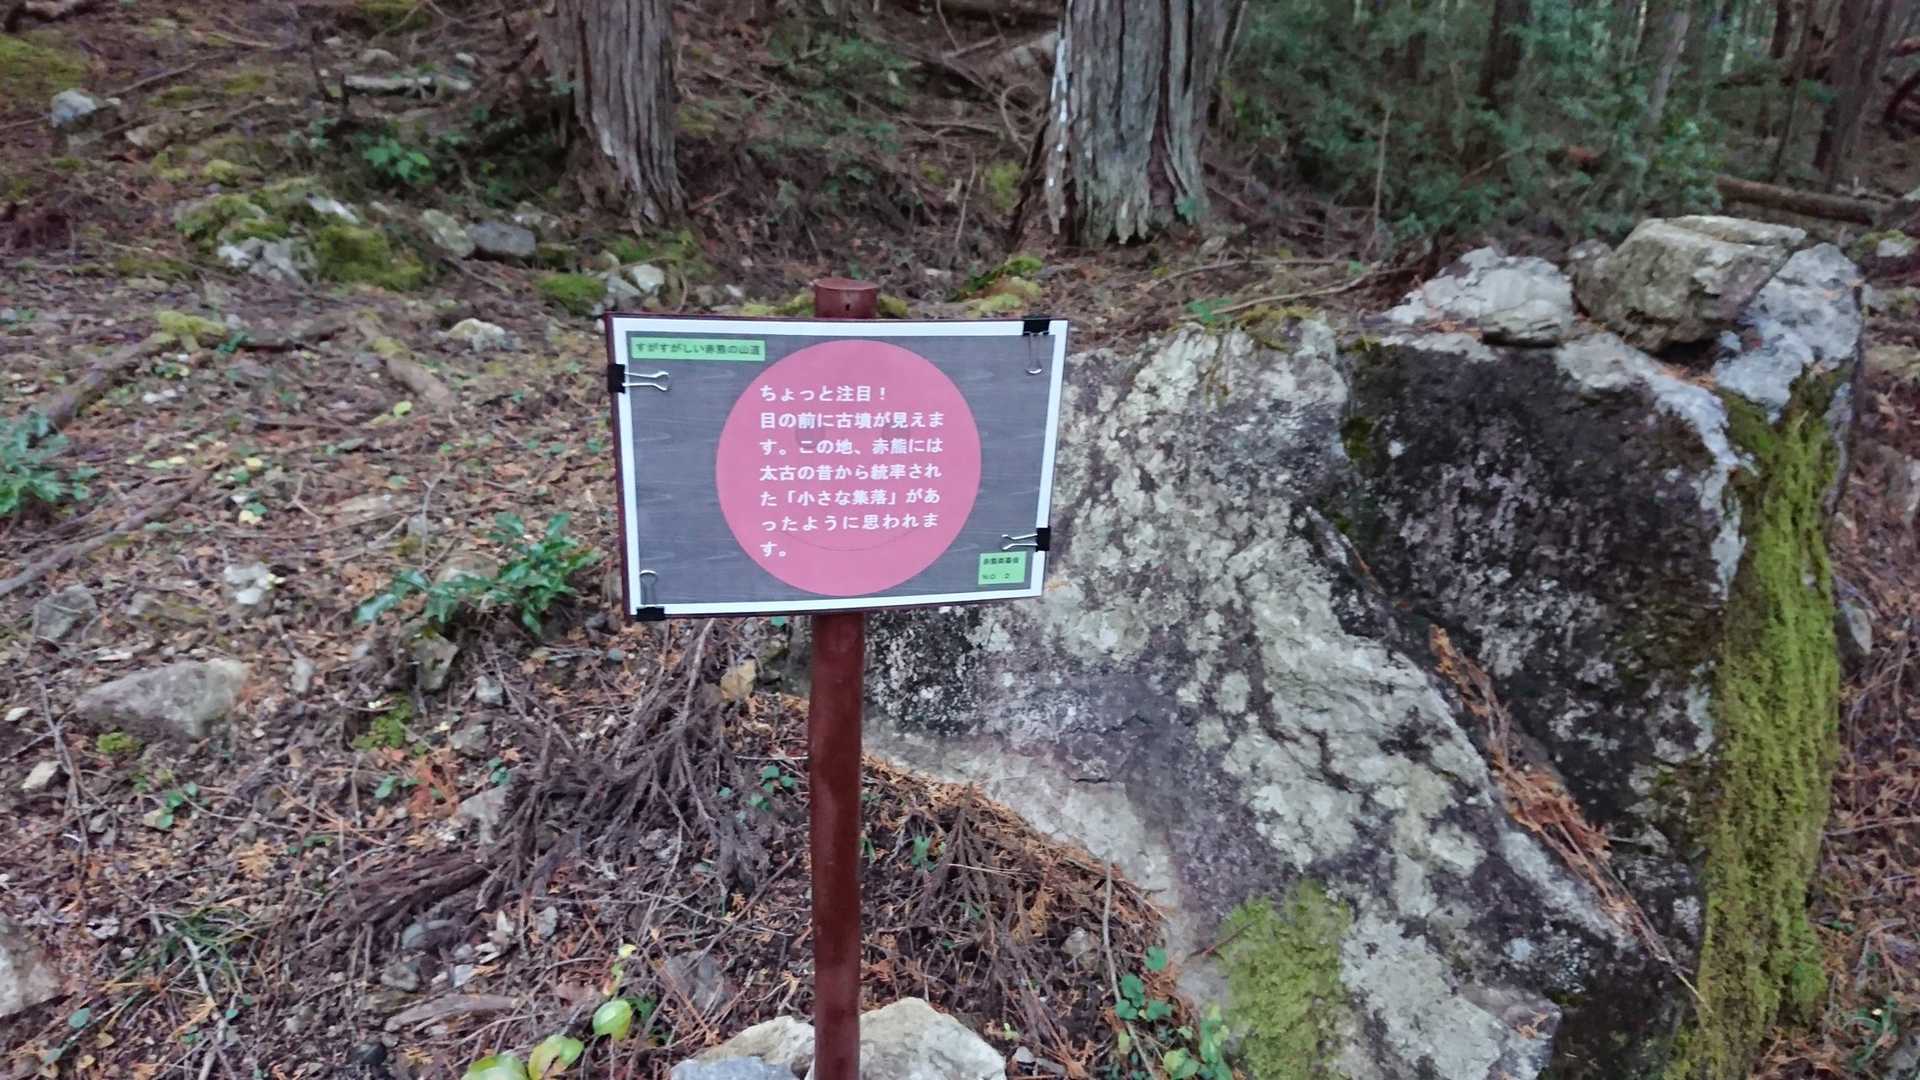 すがすがしい赤熊の山道
ちょっと注目！
目の前に古墳が見えま
す。この地、赤熊には
太古の昔から統率され
た「小さな集落」があ
ったように思われま
す。
NO 2